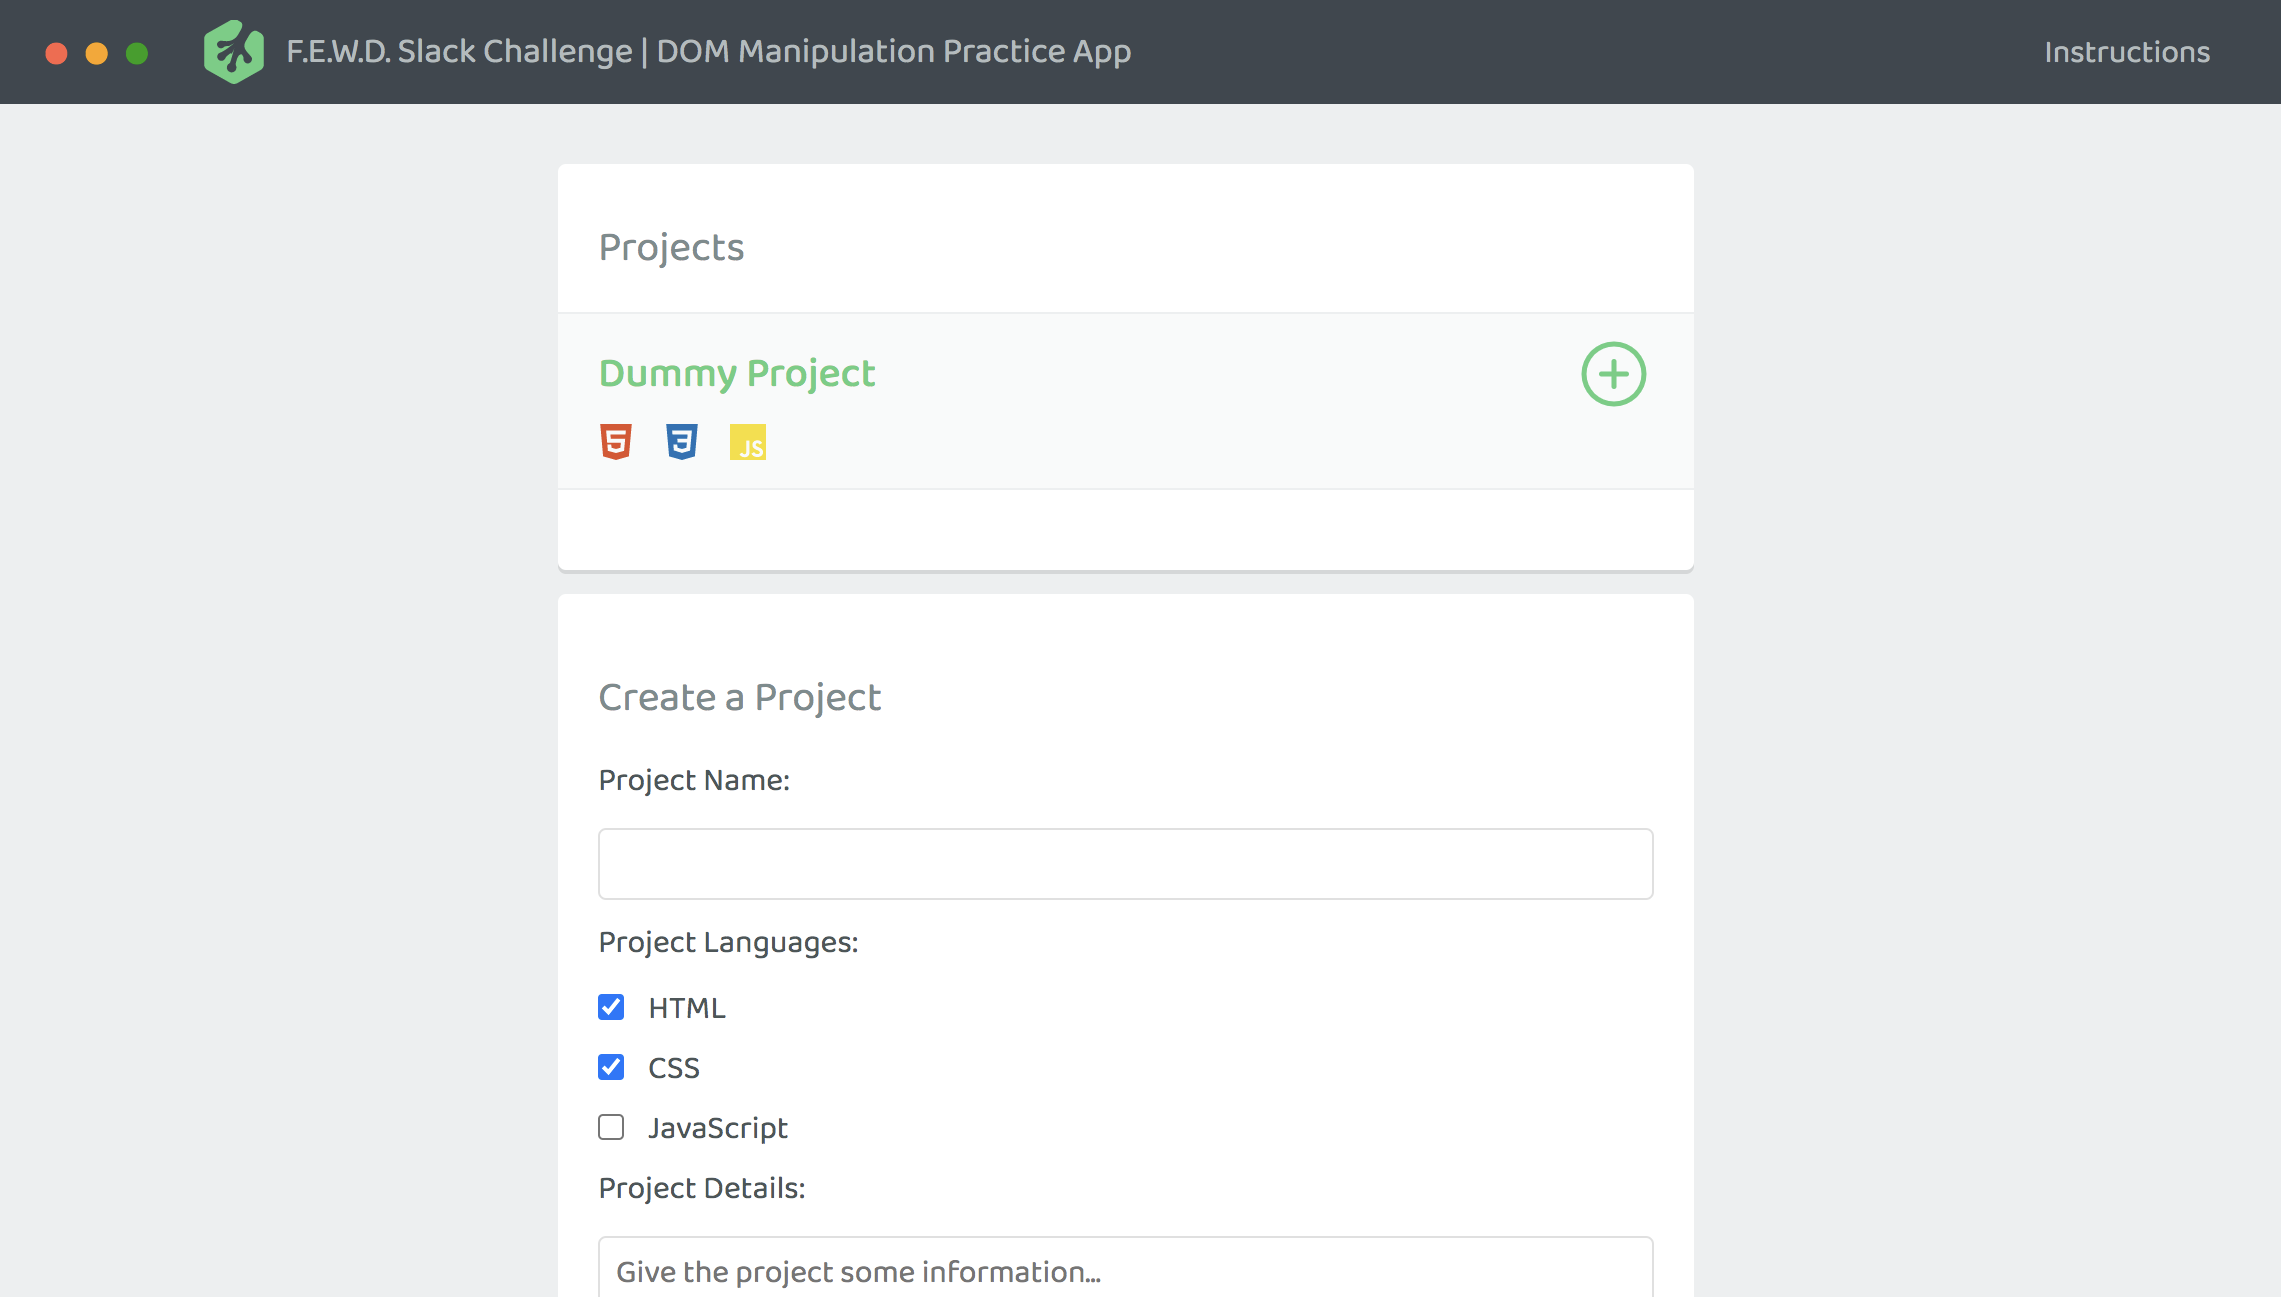 F.E.W.D. Slack Challenge | DOM Manipulation Practice App
Instructions
Projects
Dummy Project
5 3 JS
Create a Project
Project Name:
Project Languages:
HTML
CSS
JavaScript
Project Details:
Give the project some information...